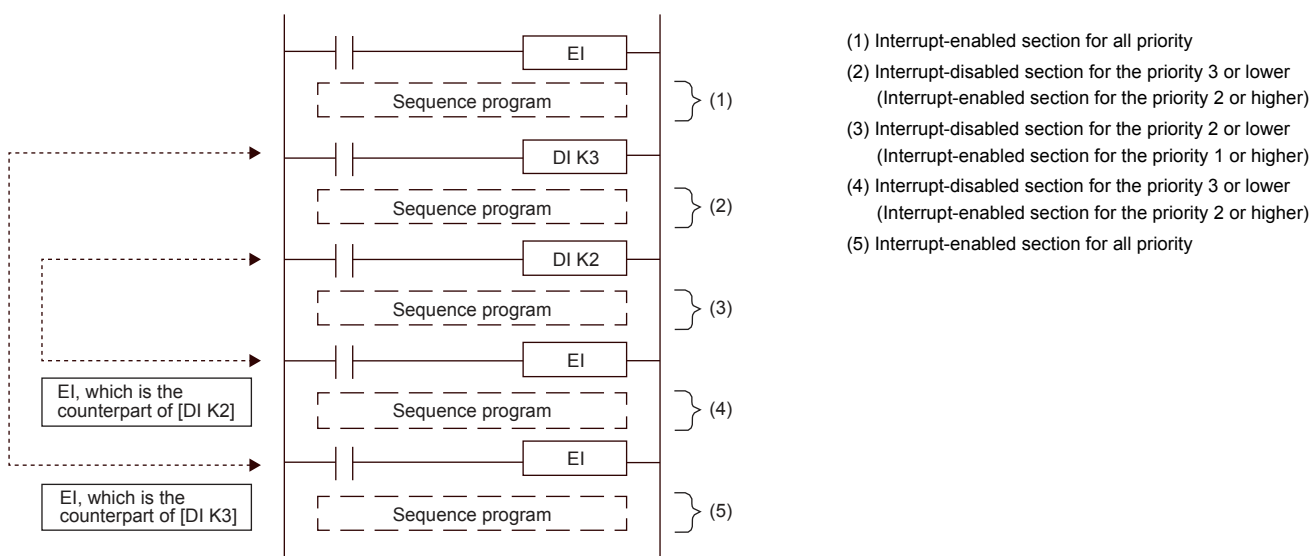 EI
Sequence program
(1)
DI K3
Sequence program
(2)
DI K2
Sequence program
(3)
EI
EI, which is the
counterpart of [DI K2]
Sequence program
(4)
EI
EI, which is the
counterpart of [DI K3]
Sequence program
(5)
(1) Interrupt-enabled section for all priority
(2) Interrupt-disabled section for the priority 3 or lower
(Interrupt-enabled section for the priority 2 or higher)
(3) Interrupt-disabled section for the priority 2 or lower
(Interrupt-enabled section for the priority 1 or higher)
(4) Interrupt-disabled section for the priority 3 or lower
(Interrupt-enabled section for the priority 2 or higher)
(5) Interrupt-enabled section for all priority